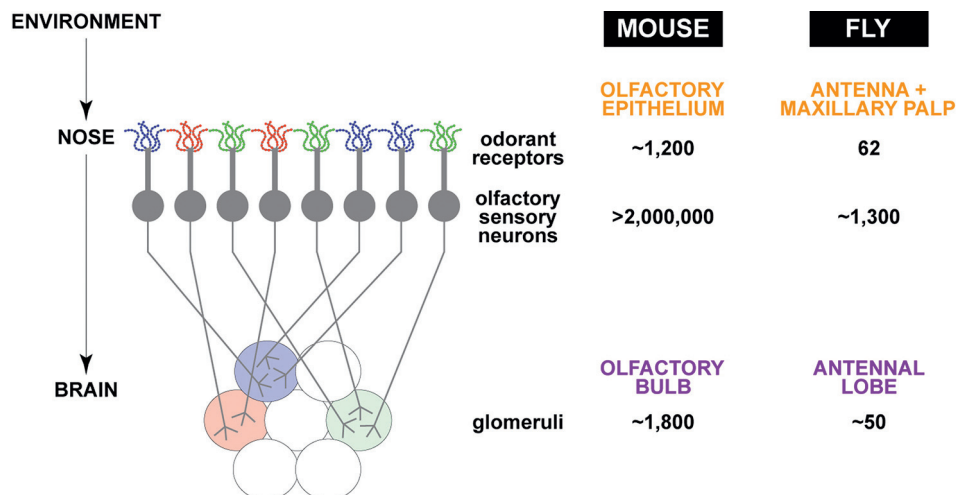 ENVIRONMENT
MOUSE
FLY
OLFACTORY
EPITHELIUM
ANTENNA +
MAXILLARY PALP
NOSE
odorant
receptors
~1,200
62
olfactory
sensory
neurons
>2,000,000
~1,300
BRAIN
OLFACTORY
BULB
ANTENNAL
LOBE
glomeruli
~1,800
~50